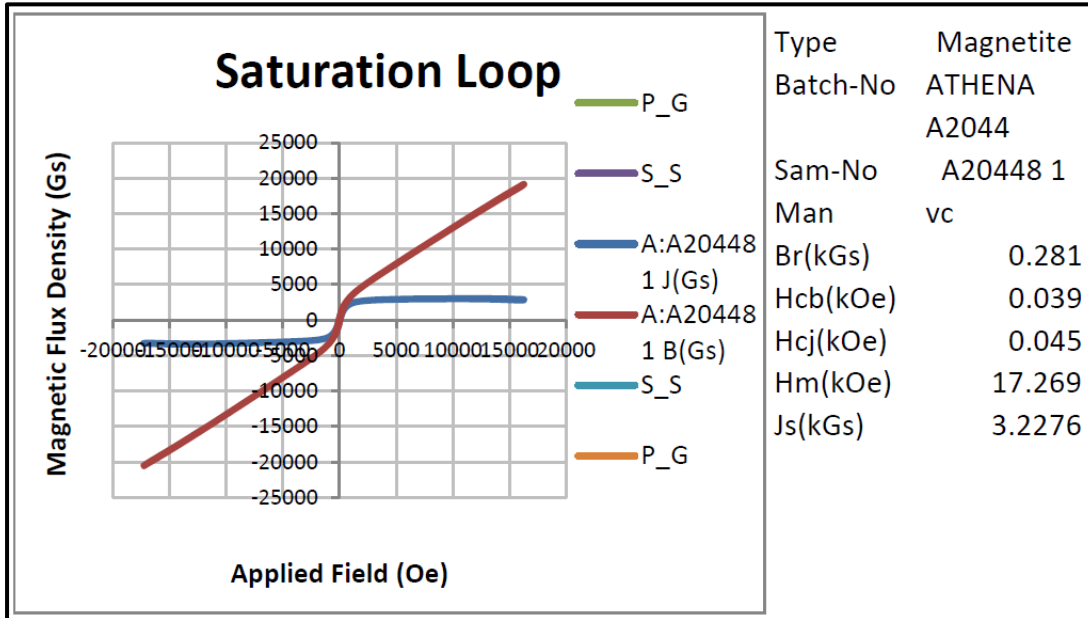 Saturation Loop
Magnetic Flux Density (Gs)
25000
20000
15000
10000
5000
0
-5000
-10000
-15000
-20000
-25000
-20000
-15000
-10000
-5000
0
5000
10000
15000
20000
Applied Field (Oe)
P_G
S_S
A:A20448
1 J(Gs)
A:A20448
1 B(Gs)
S_S
P_G
Type Magnetite
Batch-No ATHENA
A2044
Sam-No A20448 1
Man vc
Br(kGs) 0.281
Hcb(kOe) 0.039
Hcj(kOe) 0.045
Hm(kOe) 17.269
Js(kGs) 3.2276